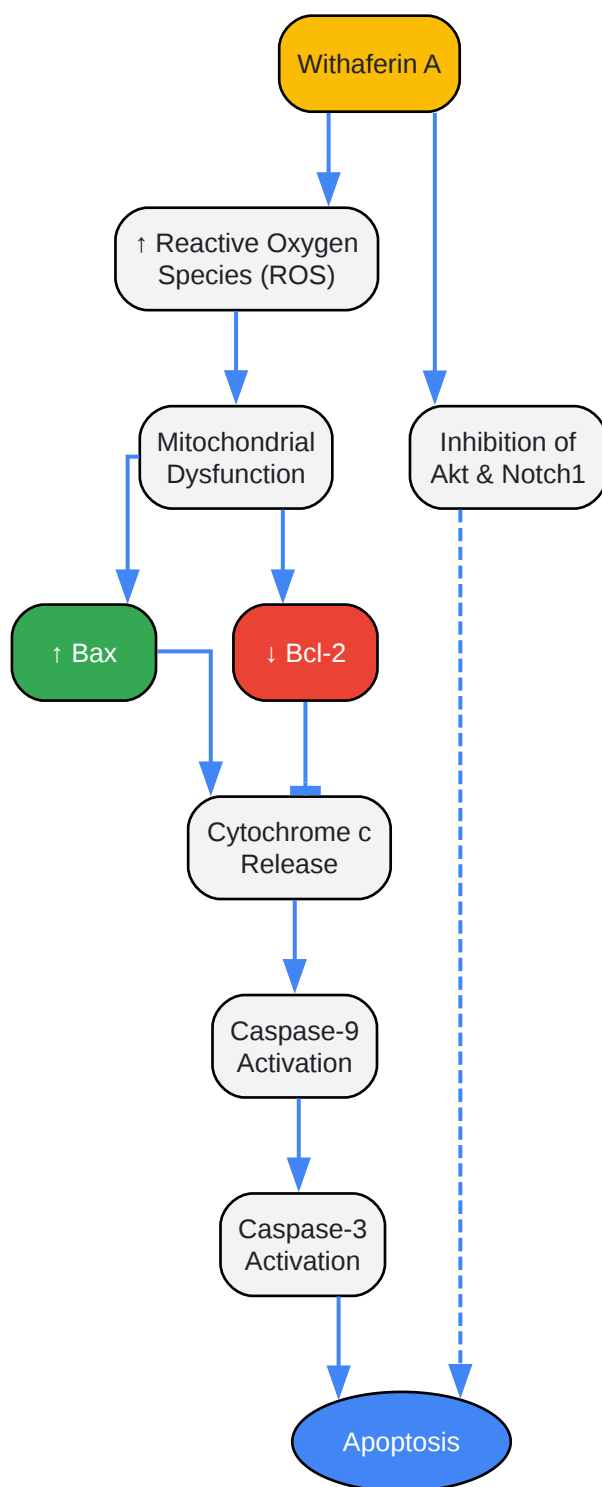 Withaferin A
↑ Reactive Oxygen
Species (ROS)
Mitochondrial
Dysfunction
Inhibition of
Akt & Notch1
↑ Bax
↓ Bcl-2
Cytochrome c
Release
Caspase-9
Activation
Caspase-3
Activation
Apoptosis